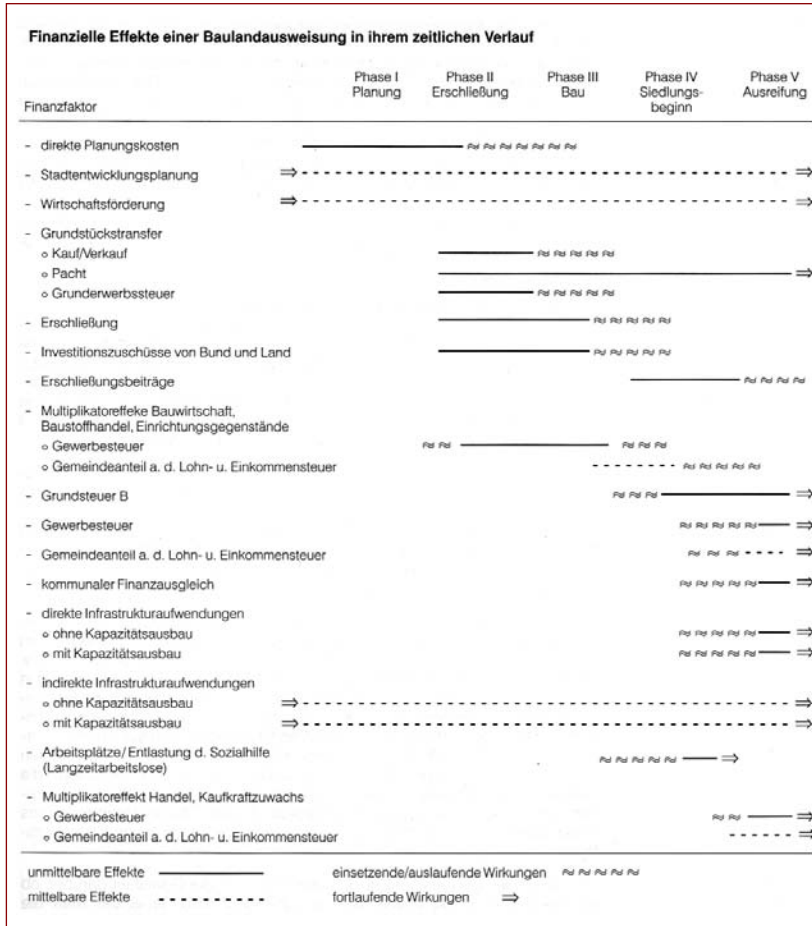 Finanzielle Effekte einer Baulandausweisung in ihrem zeitlichen Verlauf
Phase I Phase II Phase III Phase IV Phase V
Planung Erschließung Bau Siedlungs- Ausreifung
Finanzfaktor beginn
- direkte Planungskosten
- Stadtentwicklungsplanung
- Wirtschaftsförderung
- Grundstückstransfer
o Kauf/Verkauf
o Pacht
o Grunderwerbssteuer
- Erschließung
- Investitionszuschüsse von Bund und Land
- Erschließungsbeiträge
- Multiplikatoreffeke Bauwirtschaft,
Baustoffhandel, Einrichtungsgegenstände
o Gewerbesteuer
o Gemeindeanteil a. d. Lohn- u. Einkommensteuer
- Grundsteuer B
- Gewerbesteuer
- Gemeindeanteil a. d. Lohn- u. Einkommensteuer
- kommunaler Finanzausgleich
- direkte Infrastrukturaufwendungen
o ohne Kapazitätsausbau
o mit Kapazitätsausbau
- indirekte Infrastrukturaufwendungen
o ohne Kapazitätsausbau
o mit Kapazitätsausbau
- Arbeitsplätze/Entlastung d. Sozialhilfe
(Langzeitarbeitslose)
- Multiplikatoreffekt Handel, Kaufkraftzuwachs
o Gewerbesteuer
o Gemeindeanteil a. d. Lohn- u. Einkommensteuer
unmittelbare Effekte einsetzende/auslaufende Wirkungen
mittelbare Effekte fortlaufende Wirkungen